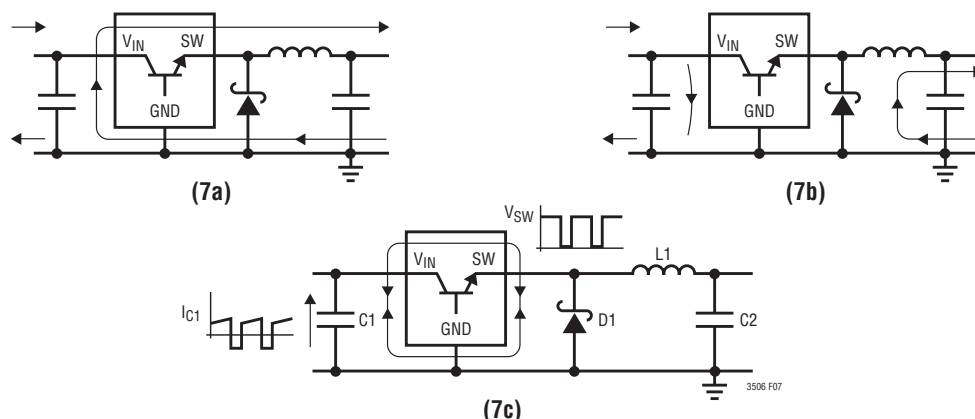 V_IN SW
GND
(7a)
V_IN SW
GND
(7b)
V_SW
V_IN SW
L1
I_C1
C1
GND
D1
C2
3506 F07
(7c)